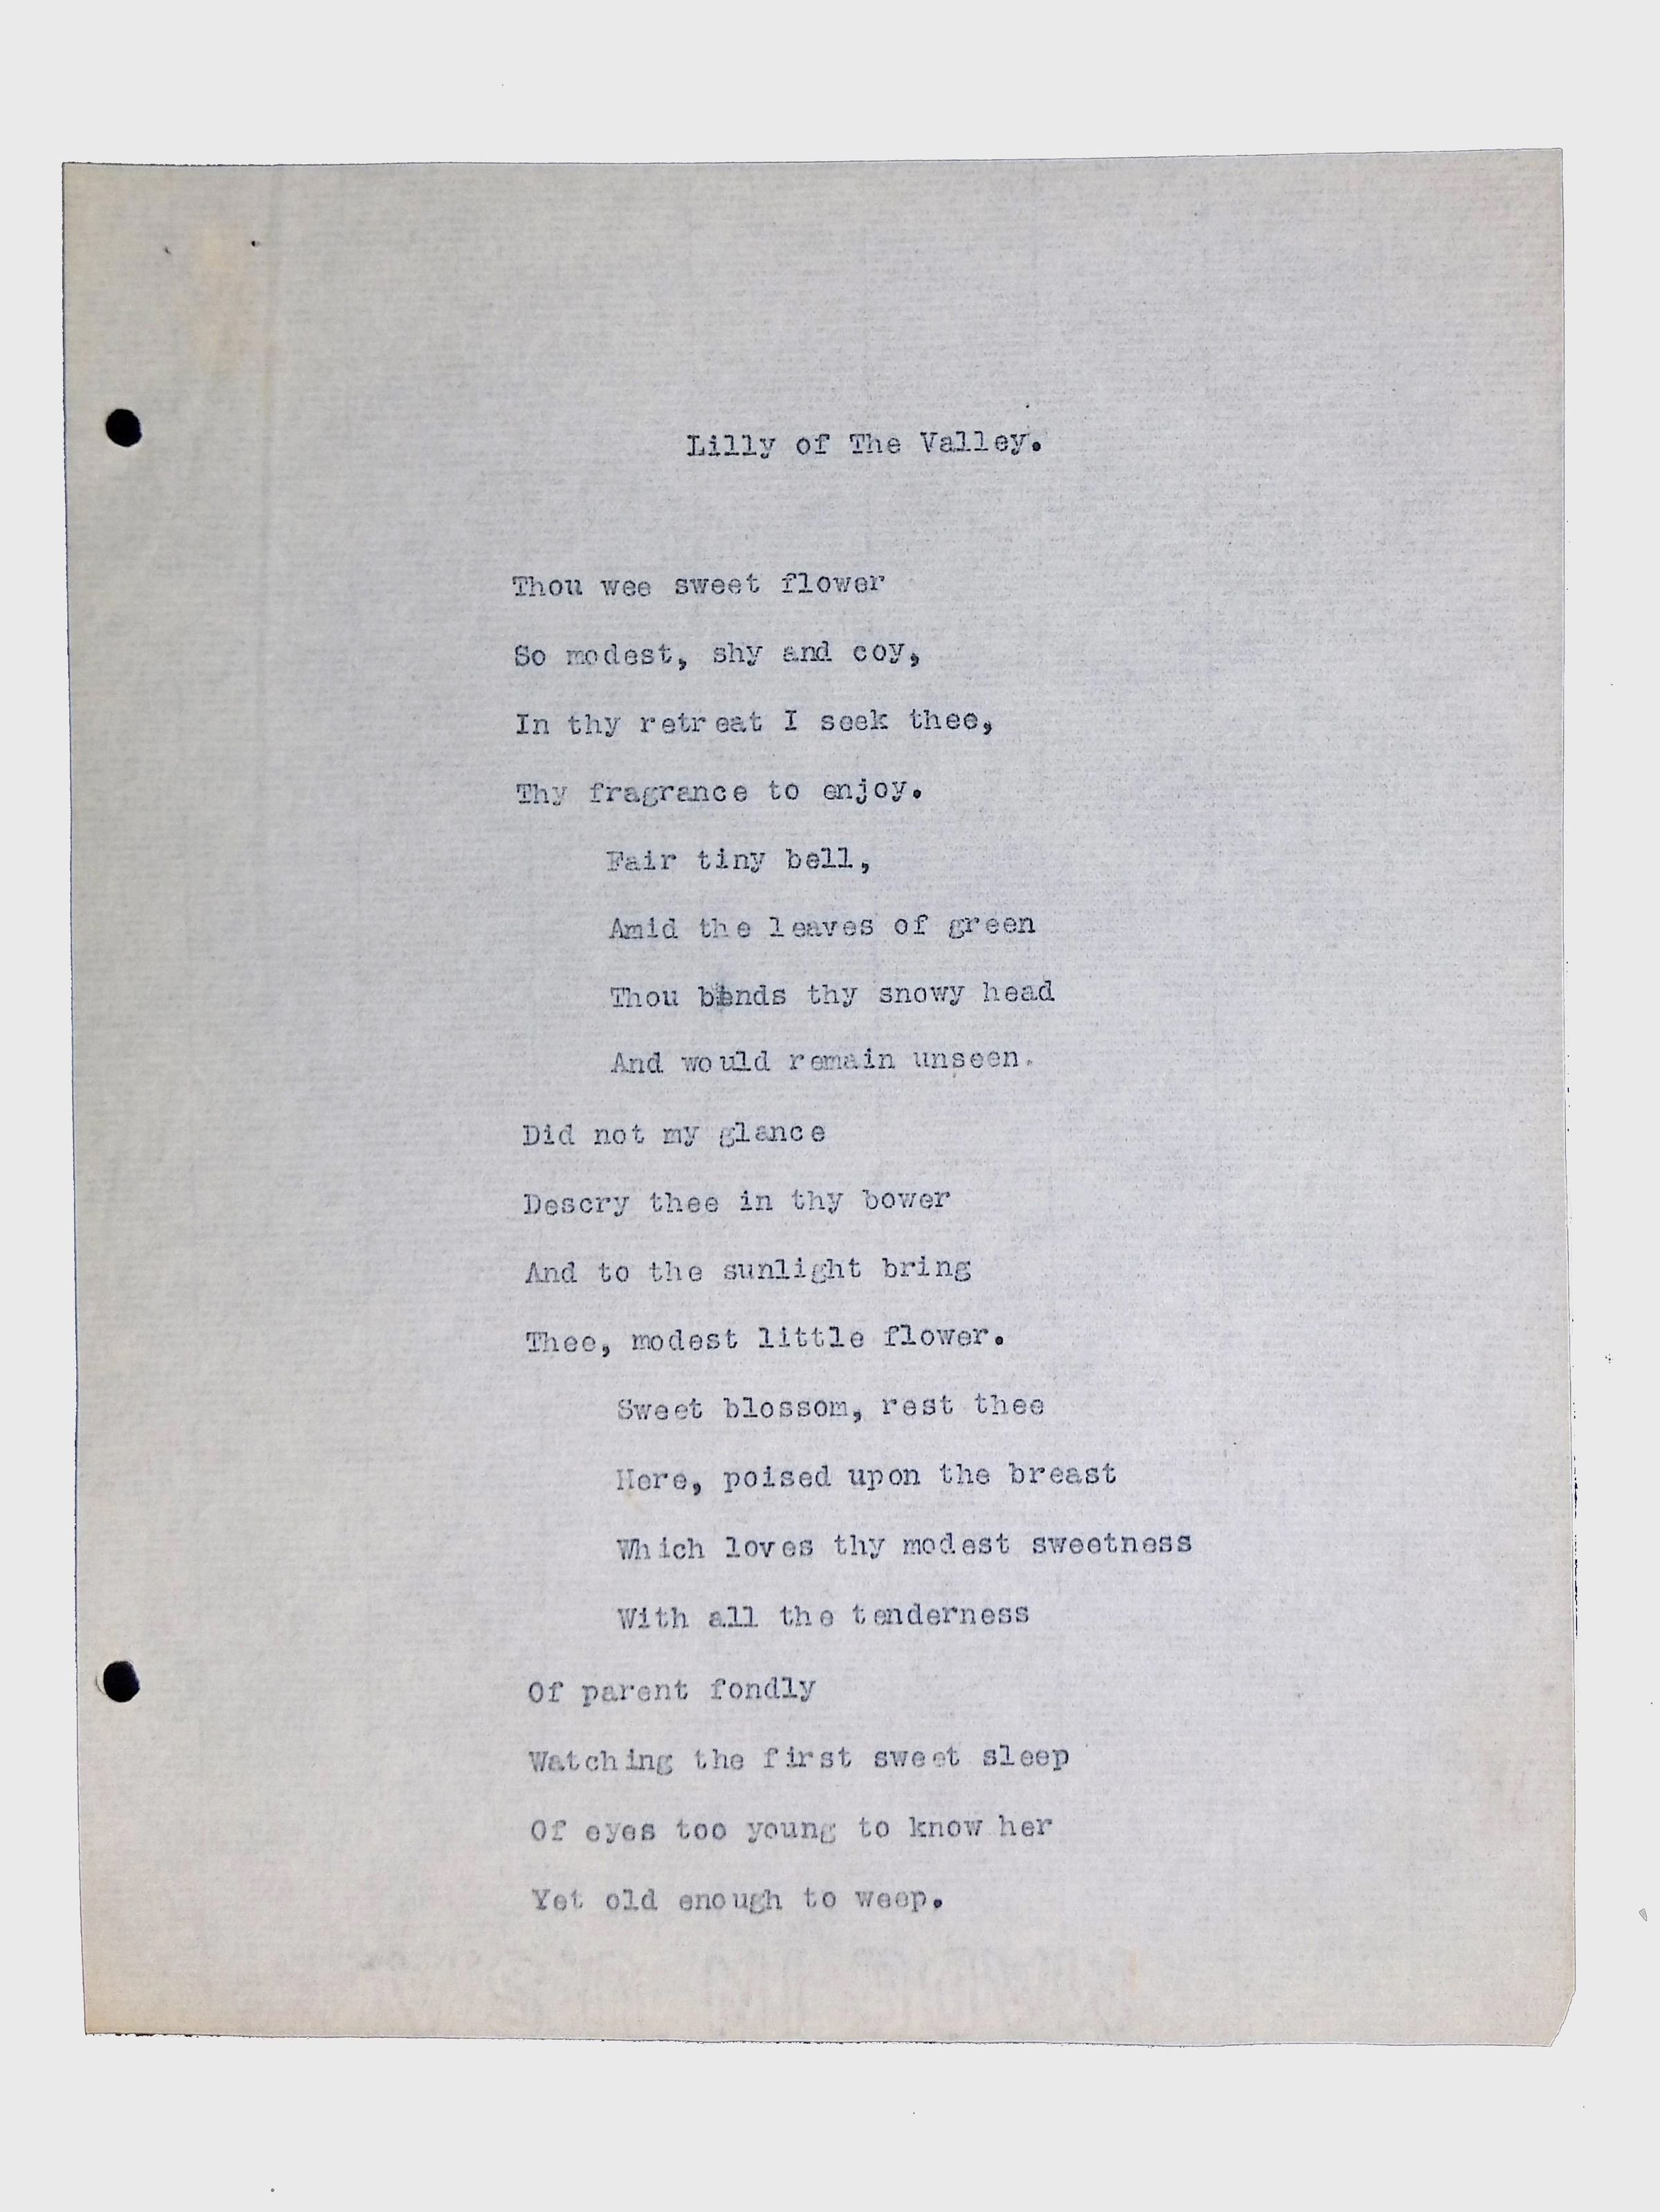 Lilly of The Valley.
Thou wee sweet flower
So modest, shy and coy,
In thy retreat I seek thee,
Thy fragrance to enjoy.
Fair tiny bell,
Amid the leaves of green
Thou bends thy snowy head
And would remain unseen.
Did not my glance
Descry thee in thy bower
And to the sunlight bring
Thee, modest little flower.
Sweet blossom, rest thee
Here, poised upon the breast
Which loves thy modest sweetness
With all the tenderness
Of parent fondly
Watching the first sweet sleep
Of eyes too young to know her
Yet old enough to weep.